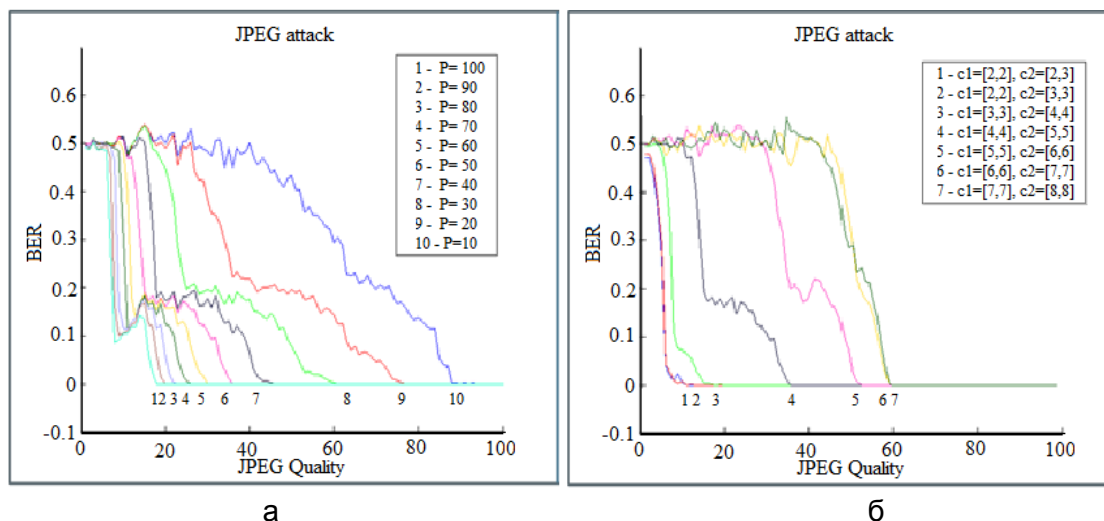 JPEG attack
0.6
0.5
0.4
0.3
0.2
0.1
0
-0.1
BER
1 - P= 100
2 - P= 90
3 - P= 80
4 - P= 70
5 - P= 60
6 - P= 50
7 - P= 40
8 - P= 30
9 - P= 20
10 - P=10
12 3 4 5 6 7 8 9 10
0 20 40 60 80 100
JPEG Quality
а
JPEG attack
0.6
0.5
0.4
0.3
0.2
0.1
0
-0.1
BER
1 - c1=[2,2], c2=[2,3]
2 - c1=[2,2], c2=[3,3]
3 - c1=[3,3], c2=[4,4]
4 - c1=[4,4], c2=[5,5]
5 - c1=[5,5], c2=[6,6]
6 - c1=[6,6], c2=[7,7]
7 - c1=[7,7], c2=[8,8]
1 2 3 4 5 6 7
0 20 40 60 80 100
JPEG Quality
б